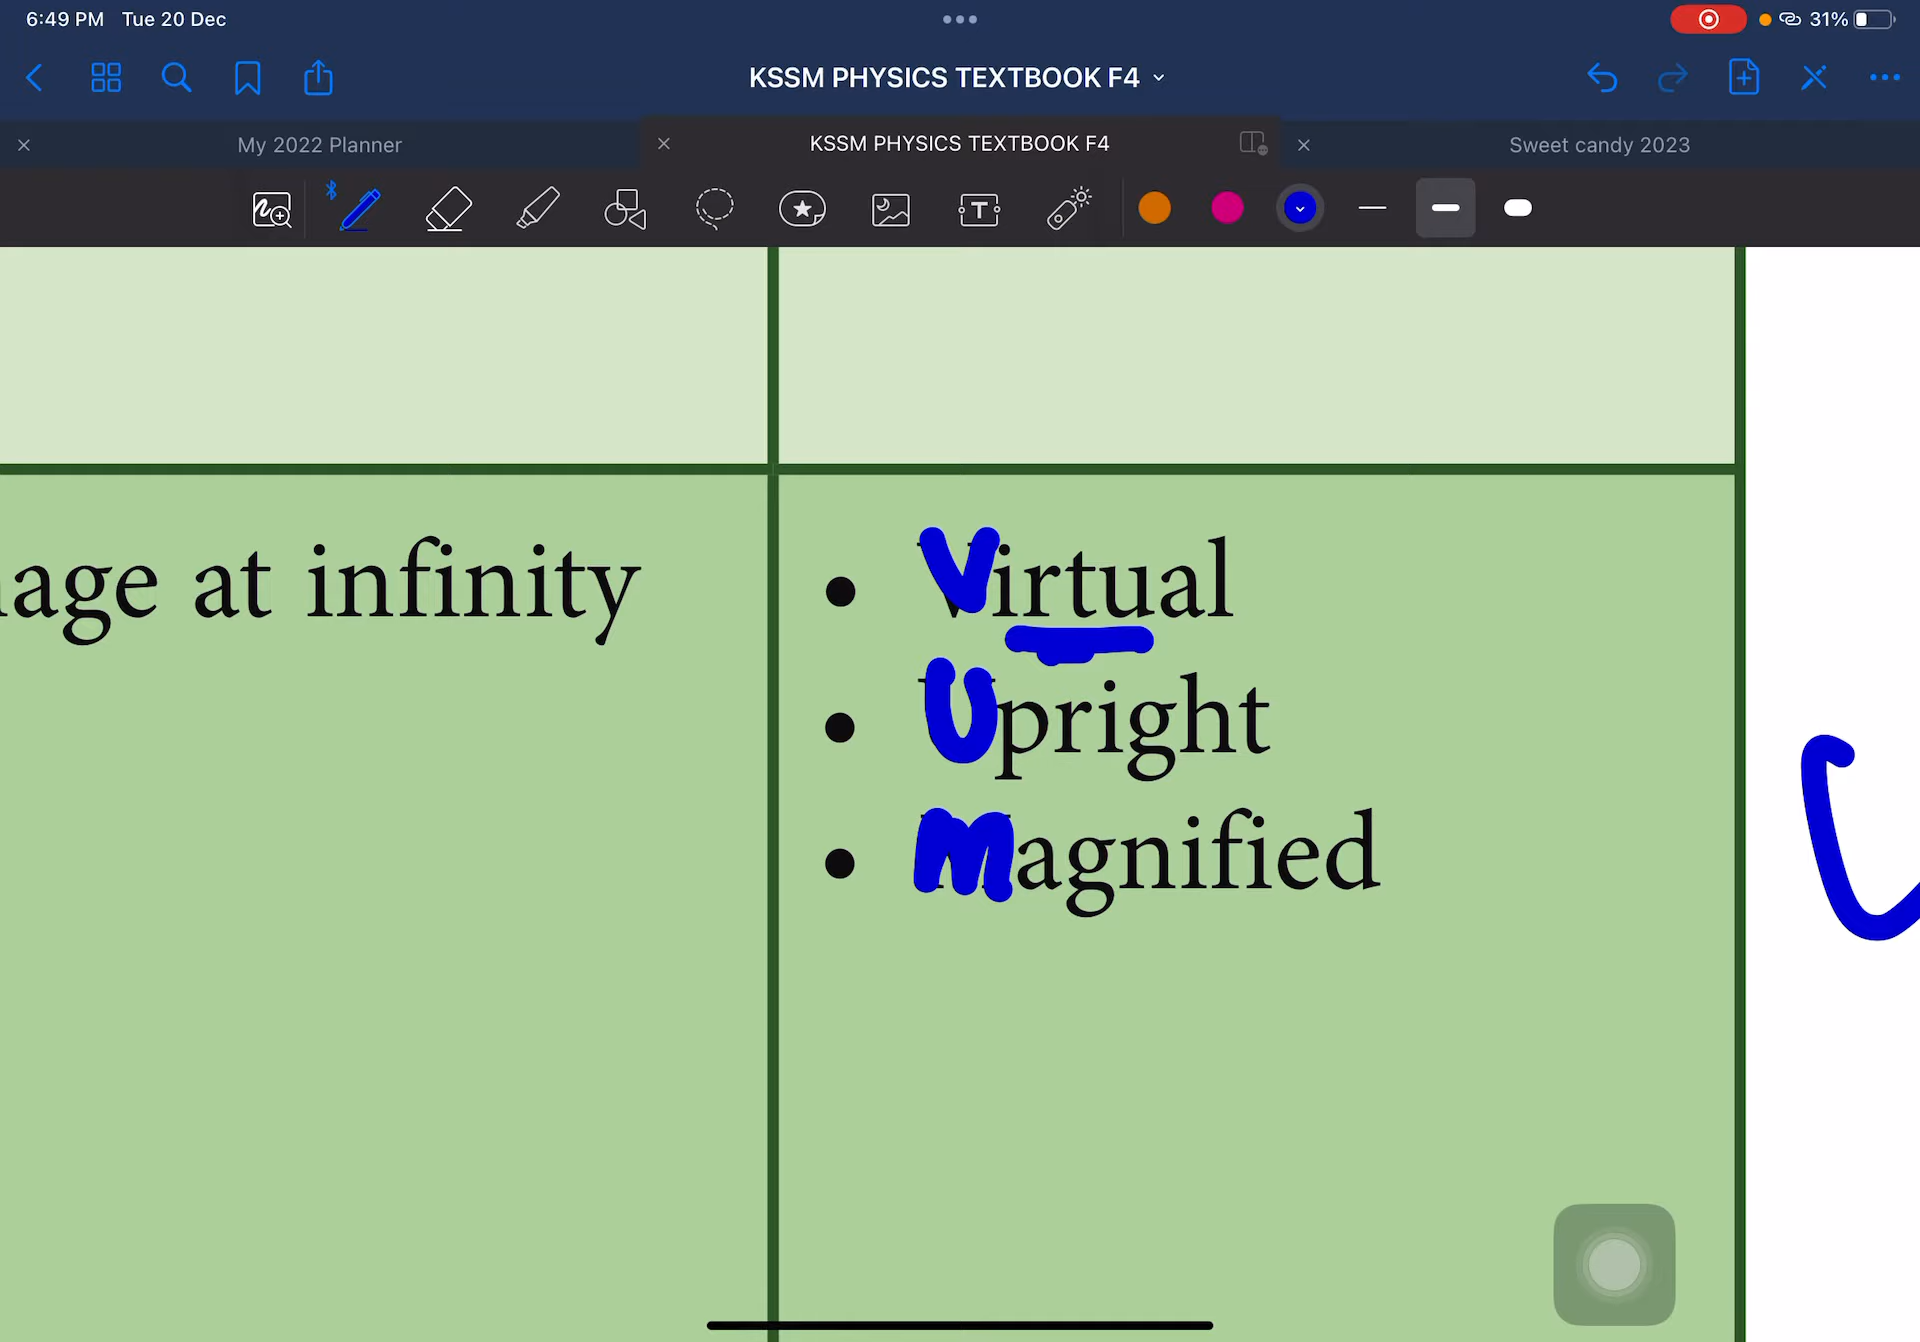 6:49 PM Tue 20 Dec
31%
KSSM PHYSICS TEXTBOOK F4
My 2022 Planner
KSSM PHYSICS TEXTBOOK F4
Sweet candy 2023
T
age at infinity
• Virtual
• Upright
• Magnified